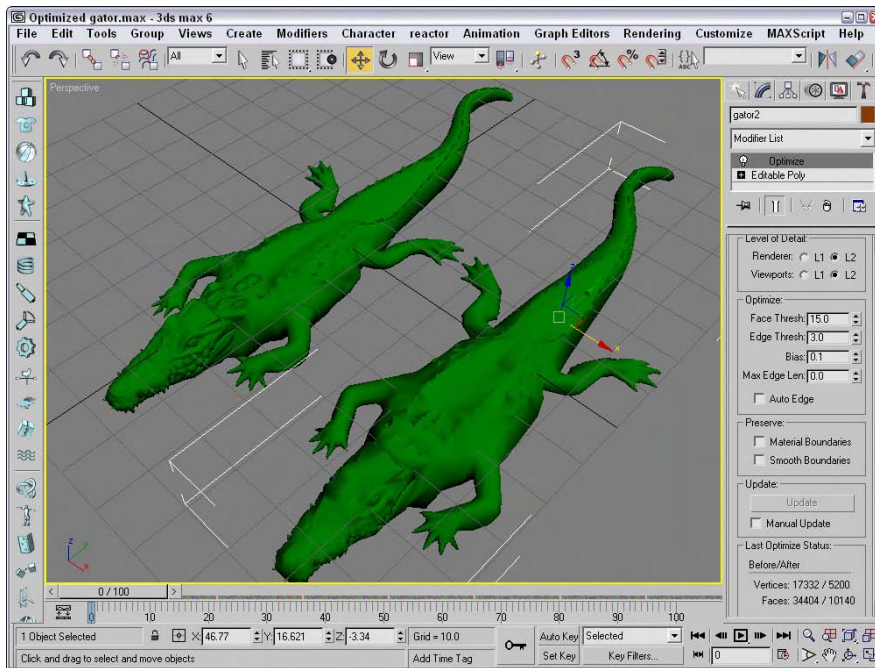 Optimized gator.max - 3ds max 6
File Edit Tools Group Views Create Modifiers Character reactor Animation Graph Editors Rendering Customize MAXScript Help
All
View
Perspective
gator2
Modifier List
Optimize
Editable Poly
Level of Detail:
Renderer: L1 L2
Viewports: L1 L2
Optimize:
Face Thresh: 15.0
Edge Thresh: 3.0
Bias: 0.1
Max Edge Len: 0.0
Auto Edge
Preserve:
Material Boundaries
Smooth Boundaries
Update:
Update
Manual Update
Last Optimize Status:
Before/After
Vertices: 17332 / 5200
Faces: 34404 / 10140
z
x
z
y
x
< 0 / 100 >
0 10 20 30 40 50 60 70 80 90 100
1 Object Selected X: 46.77 Y: 16.621 Z: -3.34 Grid = 10.0 Auto Key Selected
Click and drag to select and move objects Add Time Tag Set Key Key Filters... 0